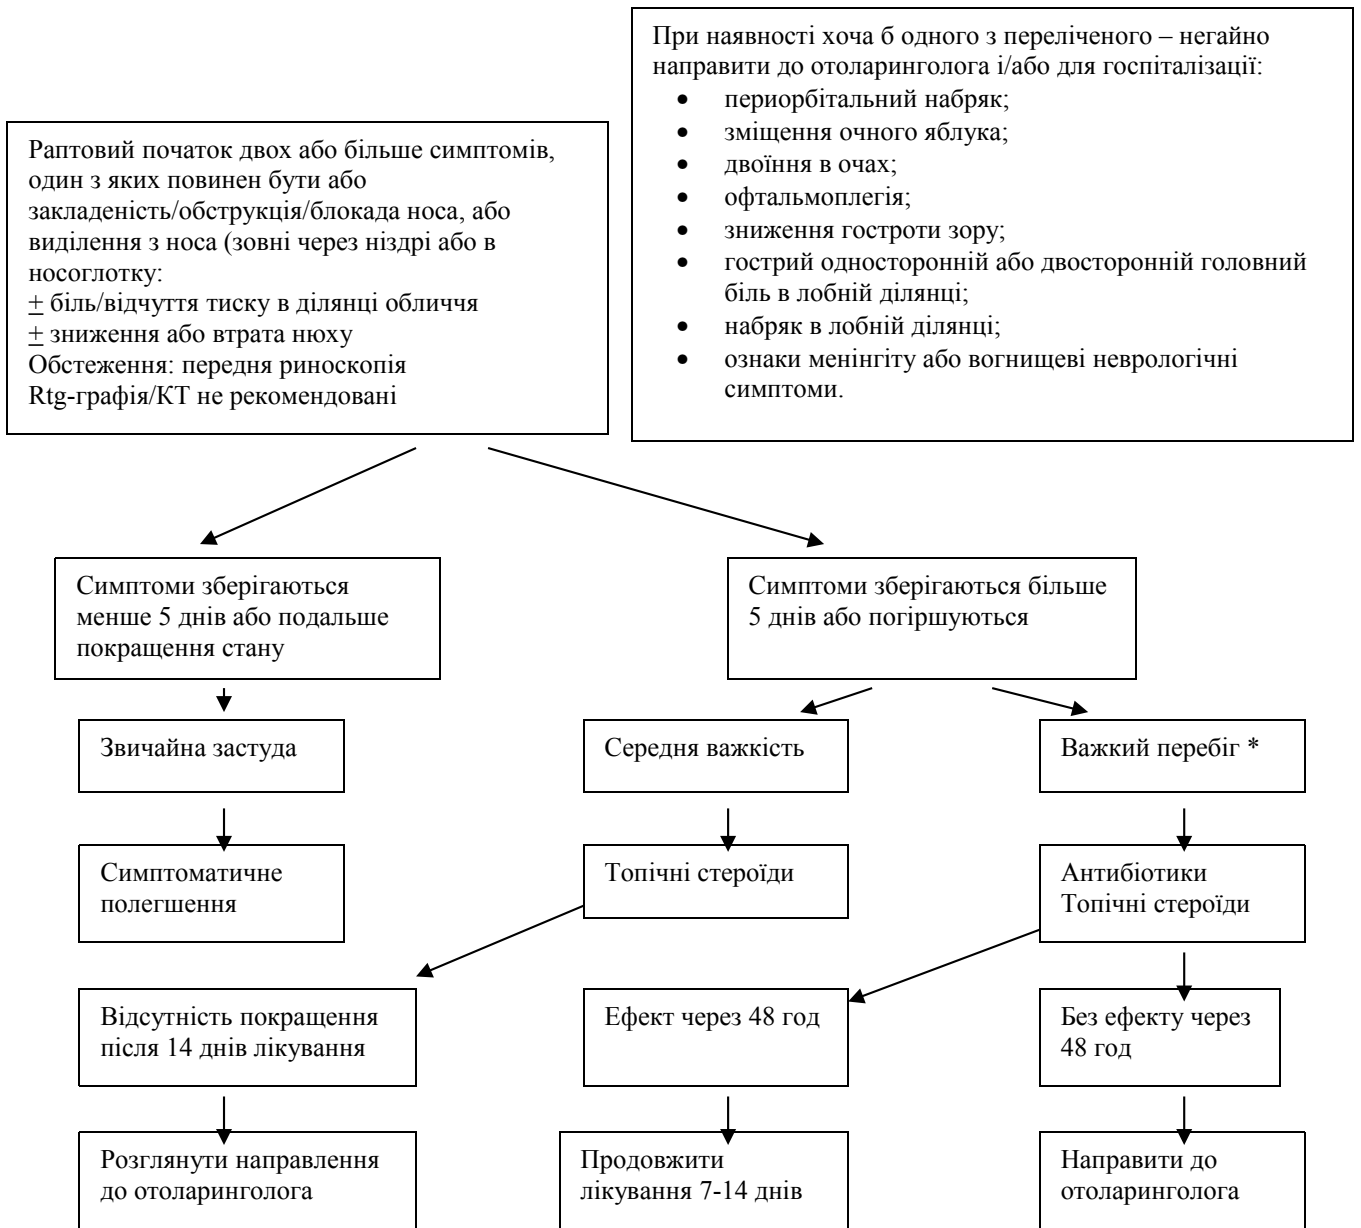 При наявності хоча б одного з переліченого – негайно
направити до отоларинголога і/або для госпіталізації:
• периорбітальний набряк;
• зміщення очного яблука;
• двоїння в очах;
• офтальмоплегія;
• зниження гостроти зору;
• гострий односторонній або двосторонній головний
біль в лобній ділянці;
• набряк в лобній ділянці;
• ознаки менінгіту або вогнищеві неврологічні
симптоми.
Раптовий початок двох або більше симптомів,
один з яких повинен бути або
закладеність/обструкція/блокада носа, або
виділення з носа (зовні через ніздрі або в
носоглотку:
± біль/відчуття тиску в ділянці обличчя
± зниження або втрата нюху
Обстеження: передня риноскопія
Rtg-графія/КТ не рекомендовані
Симптоми зберігаються
менше 5 днів або подальше
покращення стану
Симптоми зберігаються більше
5 днів або погіршуються
Звичайна застуда
Середня важкість
Важкий перебіг *
Симптоматичне
полегшення
Топічні стероїди
Антибіотики
Топічні стероїди
Відсутність покращення
після 14 днів лікування
Ефект через 48 год
Без ефекту через
48 год
Розглянути направлення
до отоларинголога
Продовжити
лікування 7-14 днів
Направити до
отоларинголога